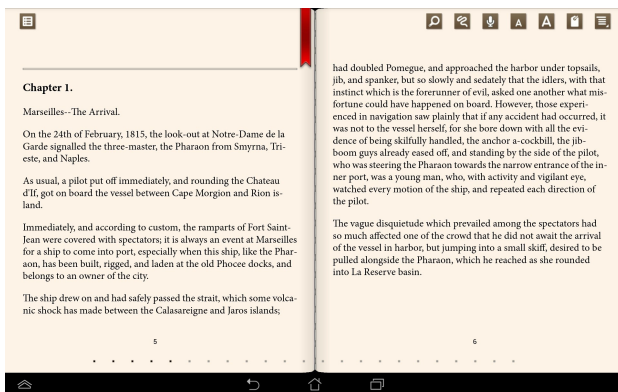 Chapter 1.
Marseilles--The Arrival.
On the 24th of February, 1815, the look-out at Notre-Dame de la
Garde signalled the three-master, the Pharaon from Smyrna, Tri-
este, and Naples.
As usual, a pilot put off immediately, and rounding the Chateau
d'If, got on board the vessel between Cape Morgion and Rion is-
land.
Immediately, and according to custom, the ramparts of Fort Saint-
Jean were covered with spectators; it is always an event at Marseilles
for a ship to come into port, especially when this ship, like the Phar-
aon, has been built, rigged, and laden at the old Phocee docks, and
belongs to an owner of the city.
The ship drew on and had safely passed the strait, which some volca-
nic shock has made between the Calasareigne and Jaros islands;
5
A A
had doubled Pomegue, and approached the harbor under topsails,
jib, and spanker, but so slowly and sedately that the idlers, with that
instinct which is the forerunner of evil, asked one another what mis-
fortune could have happened on board. However, those experi-
enced in navigation saw plainly that if any accident had occurred, it
was not to the vessel herself, for she bore down with all the evi-
dence of being skilfully handled, the anchor a-cockbill, the jib-
boom guys already eased off, and standing by the side of the pilot,
who was steering the Pharaon towards the narrow entrance of the in-
ner port, was a young man, who, with activity and vigilant eye,
watched every motion of the ship, and repeated each direction of
the pilot.
The vague disquietude which prevailed among the spectators had
so much affected one of the crowd that he did not await the arrival
of the vessel in harbor, but jumping into a small skiff, desired to be
pulled alongside the Pharaon, which he reached as she rounded
into La Reserve basin.
6